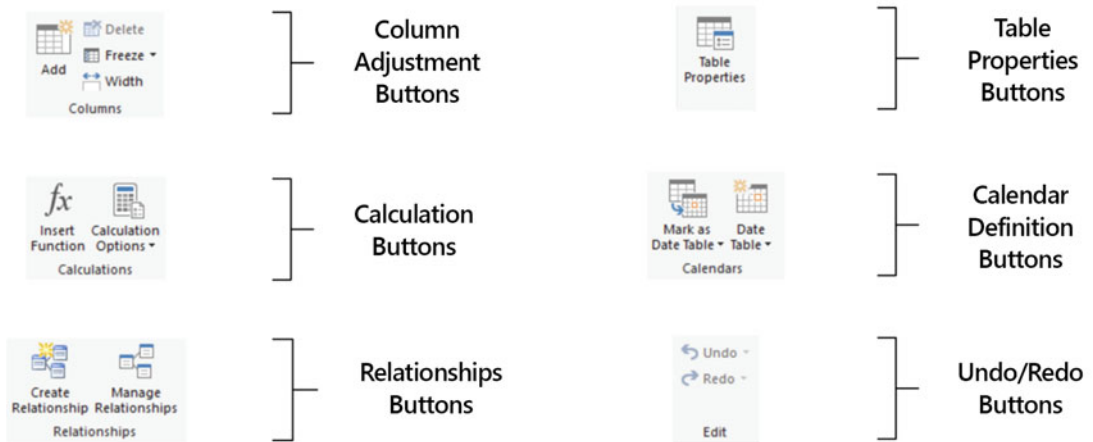 Add
Delete
Freeze
Width
Columns
Column
Adjustment
Buttons
Table
Properties
Table
Properties
Buttons
fx
Insert
Function
Calculation
Options
Calculations
Calculation
Buttons
Mark as
Date Table
Date
Table
Calendars
Calendar
Definition
Buttons
Create
Relationship
Manage
Relationships
Relationships
Relationships
Buttons
Undo
Redo
Edit
Undo/Redo
Buttons